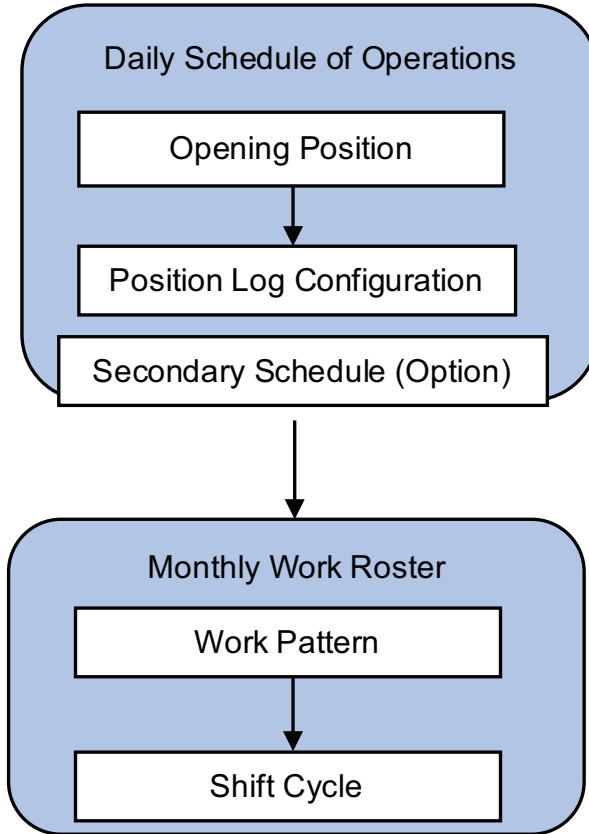 Daily Schedule of Operations
Opening Position
Position Log Configuration
Secondary Schedule (Option)
Monthly Work Roster
Work Pattern
Shift Cycle